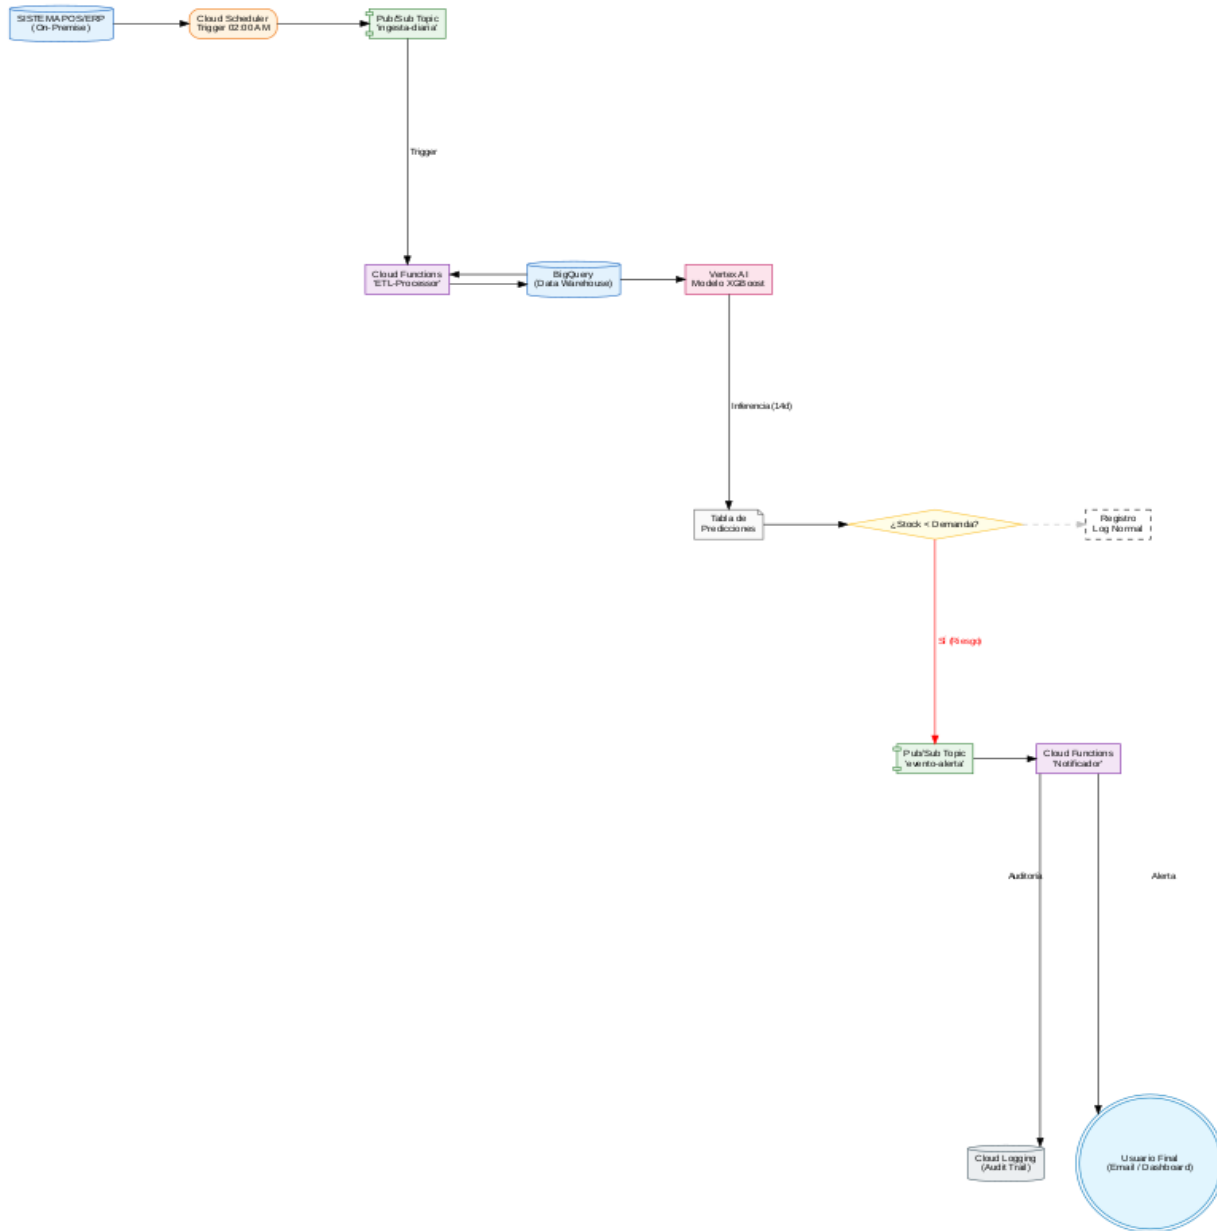 SISTEMA POS/ERP
(On-Premise)
Cloud Scheduler
Trigger 02:00 AM
Pub/Sub Topic
'ingesta-diaria'
Trigger
Cloud Functions
'ETL-Processor'
BigQuery
(Data Warehouse)
Vertex AI
Modelo XGBoost
Inferencia (14d)
Tabla de
Predicciones
¿Stock < Demanda?
Registro
Log Normal
SÍ (Riesgo)
Pub/Sub Topic
'evento-alerta'
Cloud Functions
'Notificador'
Auditoría
Alerta
Cloud Logging
(Audit Trail)
Usuario Final
(Email / Dashboard)